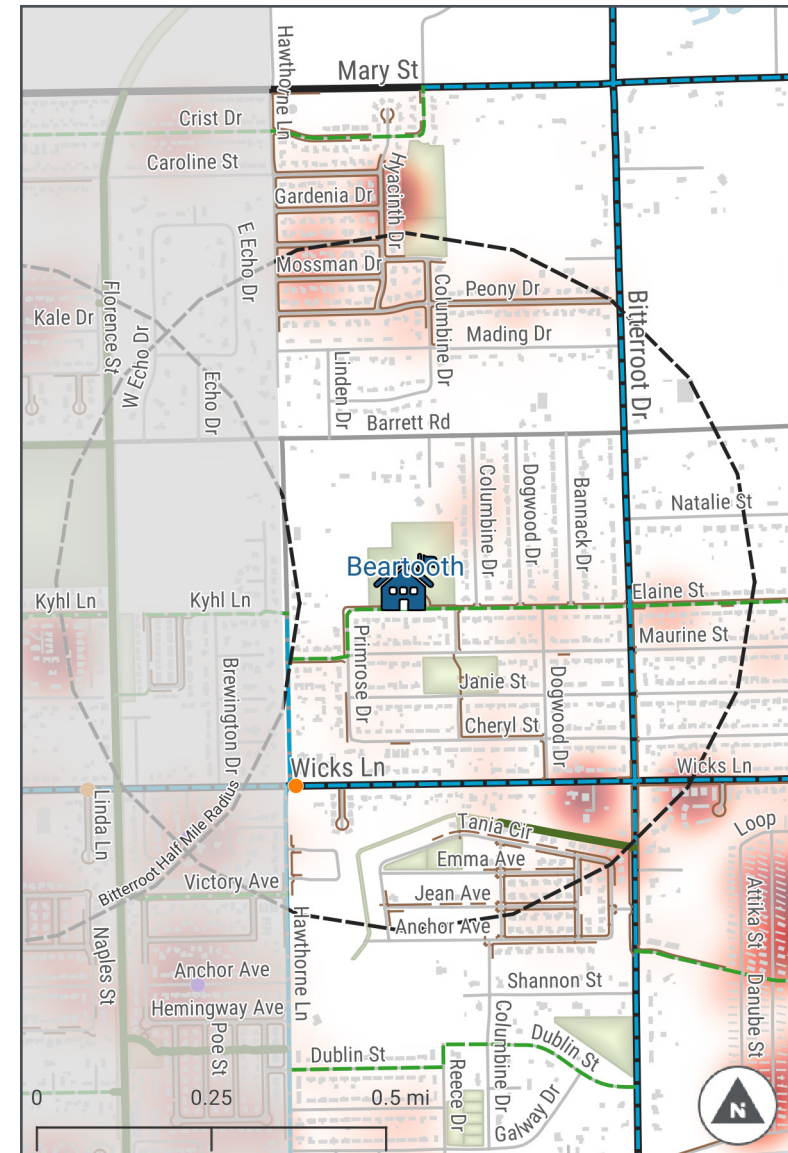 Hawthorne Ln
Mary St
Crist Dr
Caroline St
Hyacinth Dr
Gardenia Dr
E Echo Dr
Mossman Dr
Florence St
Columbine Dr
Peony Dr
Bitterroot Dr
Kale Dr
W Echo Dr
Mading Dr
Linden Dr
Echo Dr
Barrett Rd
Columbine Dr
Dogwood Dr
Bannack Dr
Natalie St
Beartooth
Elaine St
Kyhl Ln
Kyhl Ln
Primrose Dr
Maurine St
Brewington Dr
Janie St
Dogwood Dr
Cheryl St
Wicks Ln
Wicks Ln
Linda Ln
Bitterroot Half Mile Radius
Tania Cir
Loop
Emma Ave
Victory Ave
Jean Ave
Attika St
Hawthorne Ln
Anchor Ave
Naples St
Anchor Ave
Shannon St
Danube St
Hemingway Ave
Columbine Dr
Poe St
Dublin St
Dublin St
Reece Dr
Galway Dr
0
0.25
0.5 mi
N